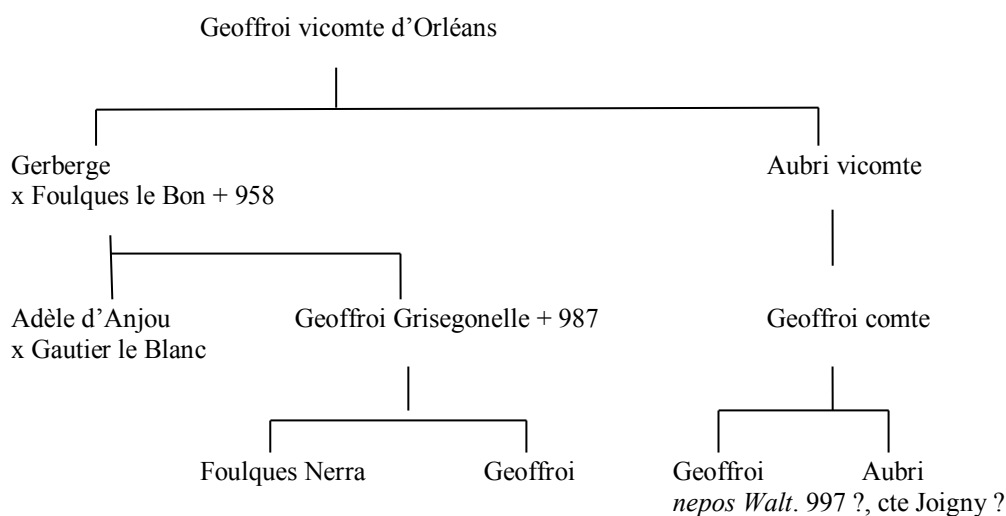 Geoffroi vicomte d’Orléans
Gerberge
x Foulques le Bon + 958
Aubri vicomte
Adèle d’Anjou
x Gautier le Blanc
Geoffroi Grisegonelle + 987
Geoffroi comte
Foulques Nerra
Geoffroi
Geoffroi
Aubri
nepos Walt. 997 ?, cte Joigny ?